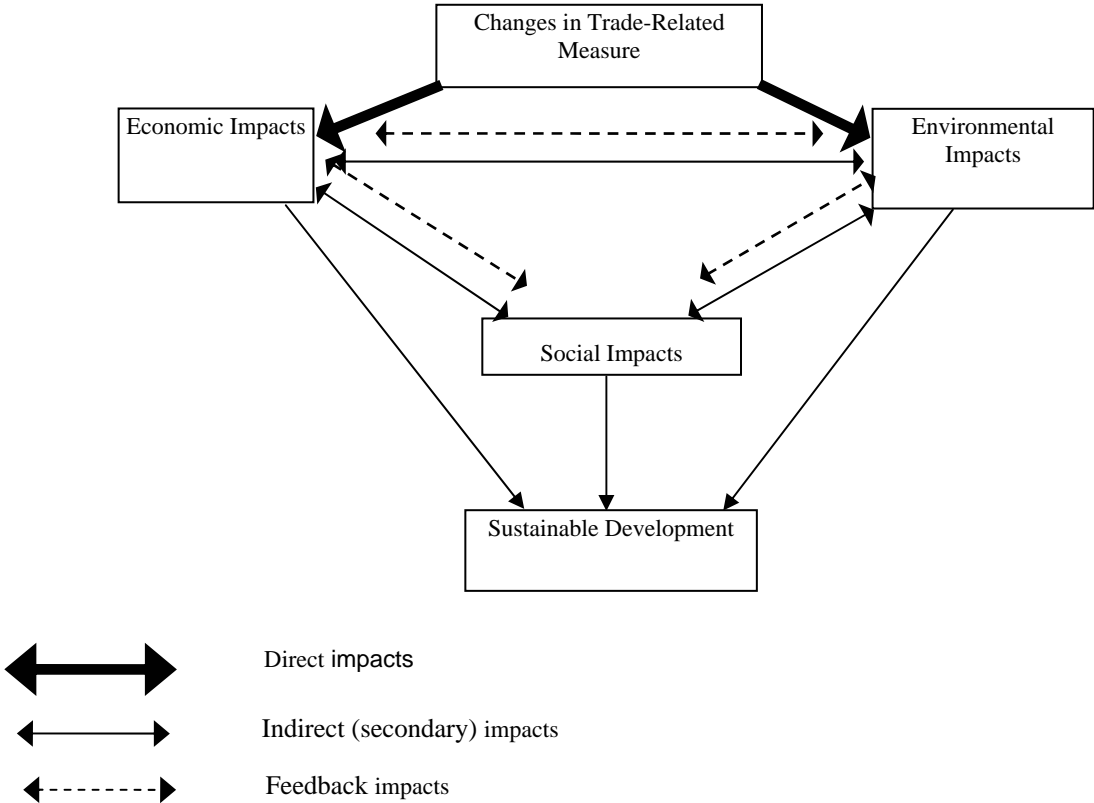 Changes in Trade-Related
Measure
Economic Impacts
Environmental
Impacts
Social Impacts
Sustainable Development
Direct impacts
Indirect (secondary) impacts
Feedback impacts